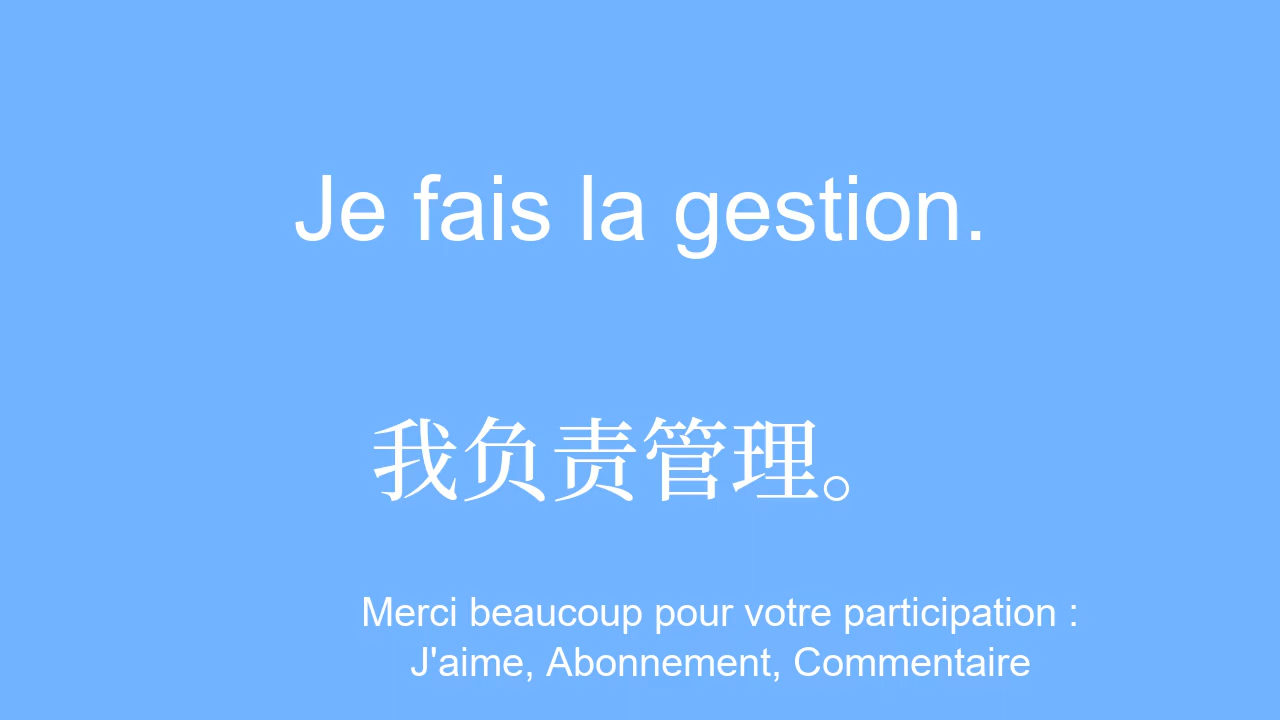 Je fais la gestion.
我负责管理。
Merci beaucoup pour votre participation :
J'aime, Abonnement, Commentaire